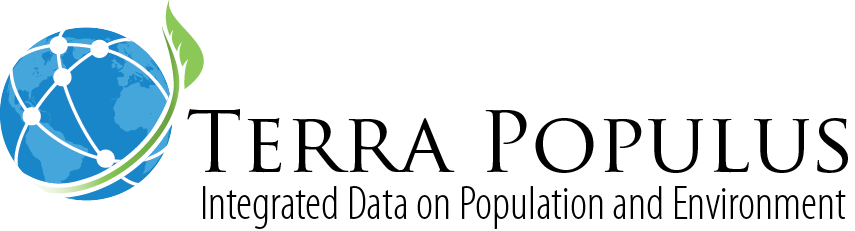 Terra Populus
Integrated Data on Population and Environment